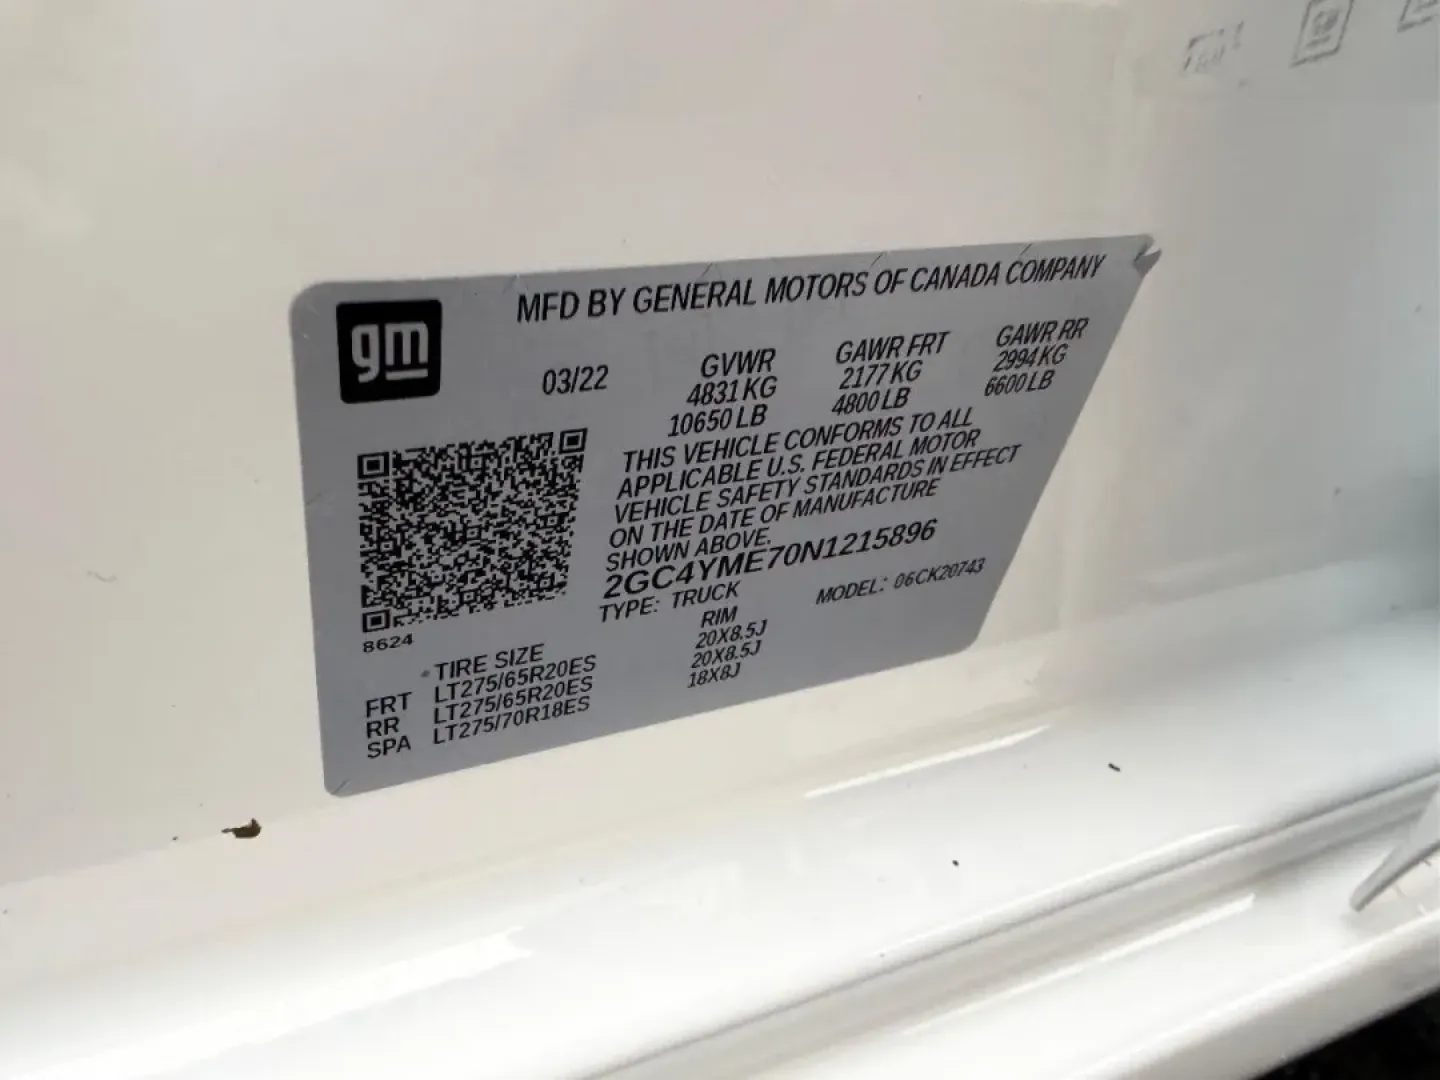 gm
MFD BY GENERAL MOTORS OF CANADA COMPANY
03/22
GVWR
4831 KG
10650 LB
GAWR FRT
2177 KG
4800 LB
GAWR RR
2994 KG
6600 LB
THIS VEHICLE CONFORMS TO ALL
APPLICABLE U.S. FEDERAL MOTOR
VEHICLE SAFETY STANDARDS IN EFFECT
ON THE DATE OF MANUFACTURE
SHOWN ABOVE.
2GC4YME70N1215896
TYPE: TRUCK
MODEL: 06CK20743
8624
TIRE SIZE RIM
FRT LT275/65R20ES 20X8.5J
RR LT275/65R20ES 20X8.5J
SPA LT275/70R18ES 18X8J